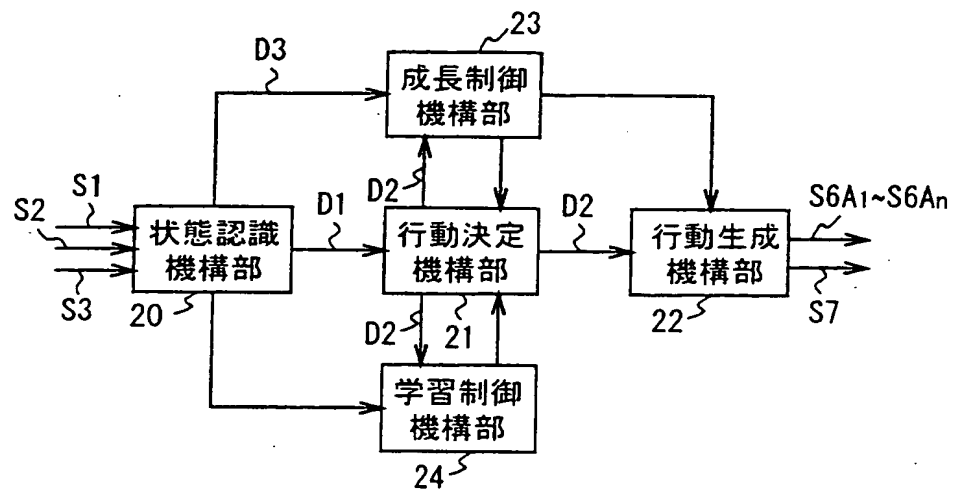 23
D3
成長制御
機構部
S1
S2
S3
D2
D1
D2
S6A1~S6An
状態認識
機構部
行動決定
機構部
行動生成
機構部
20
D2
21
22
S7
学習制御
機構部
24